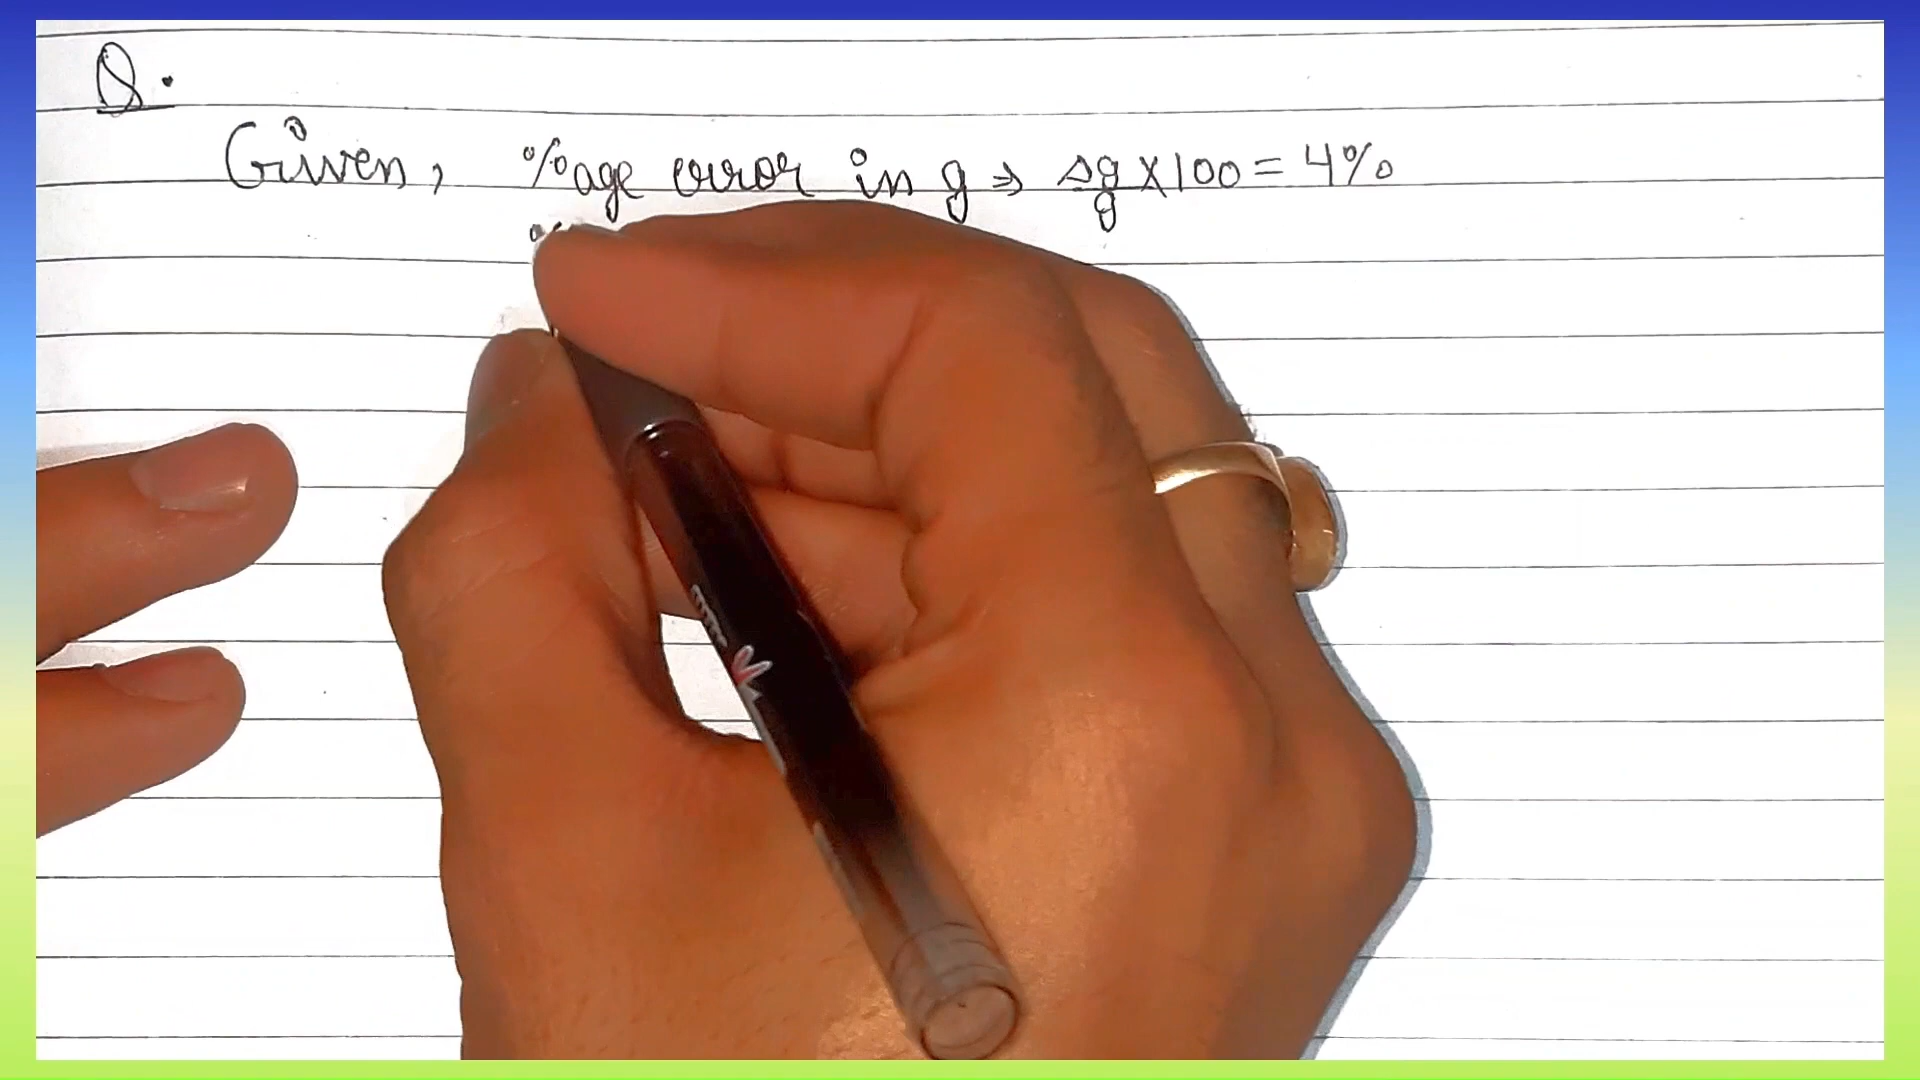 Q.
Given, %age error in g ⇒ Δg/g × 100 = 4%
%